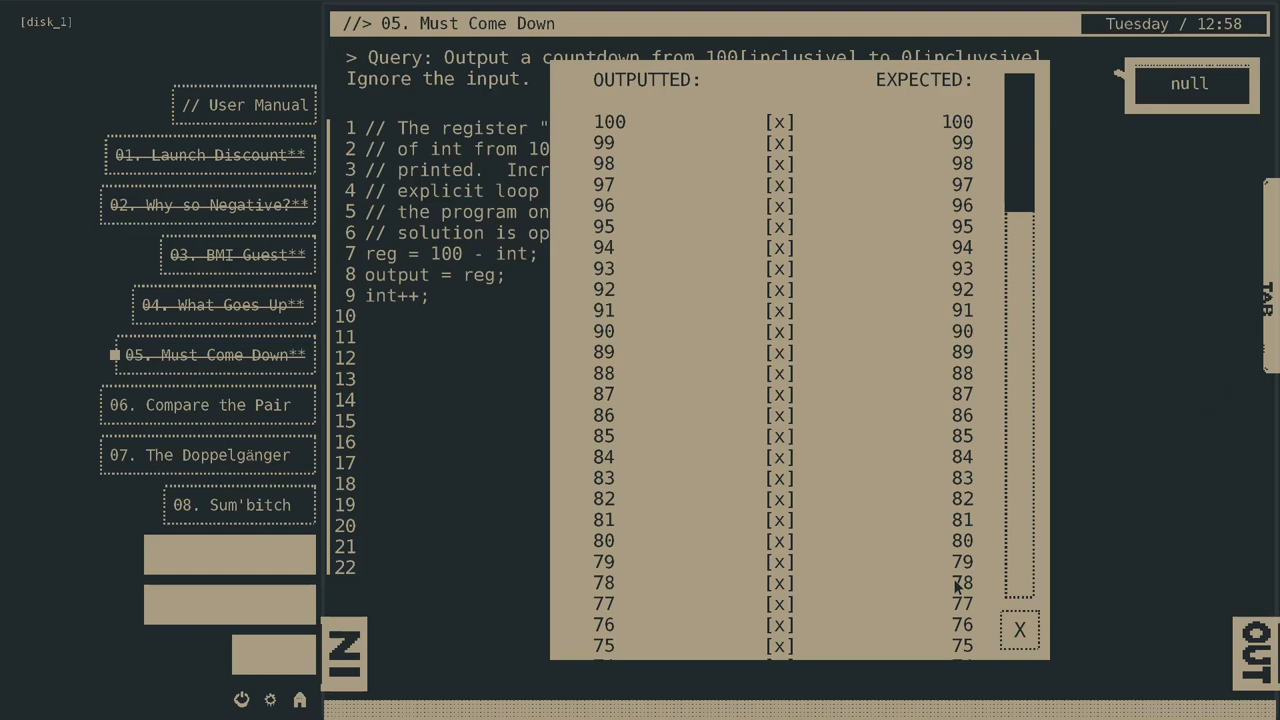 [disk_1]
//> 05. Must Come Down
Tuesday / 12:58
> Query: Output a countdown from 100[inclusive] to 0[incluvsive]
Ignore the input.
null
// User Manual
01. Launch Discount**
02. Why so Negative?**
03. BMI Guest**
04. What Goes Up**
05. Must Come Down**
06. Compare the Pair
07. The Doppelgänger
08. Sum'bitch
1 // The register "
2 // of int from 10
3 // printed.  Incr
4 // explicit loop
5 // the program on
6 // solution is op
7 reg = 100 - int;
8 output = reg;
9 int++;
10
11
12
13
14
15
16
17
18
19
20
21
22
OUTPUTTED: EXPECTED:
100 [x] 100
99 [x] 99
98 [x] 98
97 [x] 97
96 [x] 96
95 [x] 95
94 [x] 94
93 [x] 93
92 [x] 92
91 [x] 91
90 [x] 90
89 [x] 89
88 [x] 88
87 [x] 87
86 [x] 86
85 [x] 85
84 [x] 84
83 [x] 83
82 [x] 82
81 [x] 81
80 [x] 80
79 [x] 79
78 [x] 78
77 [x] 77
76 [x] 76
75 [x] 75
X
TAB
IN
OUT